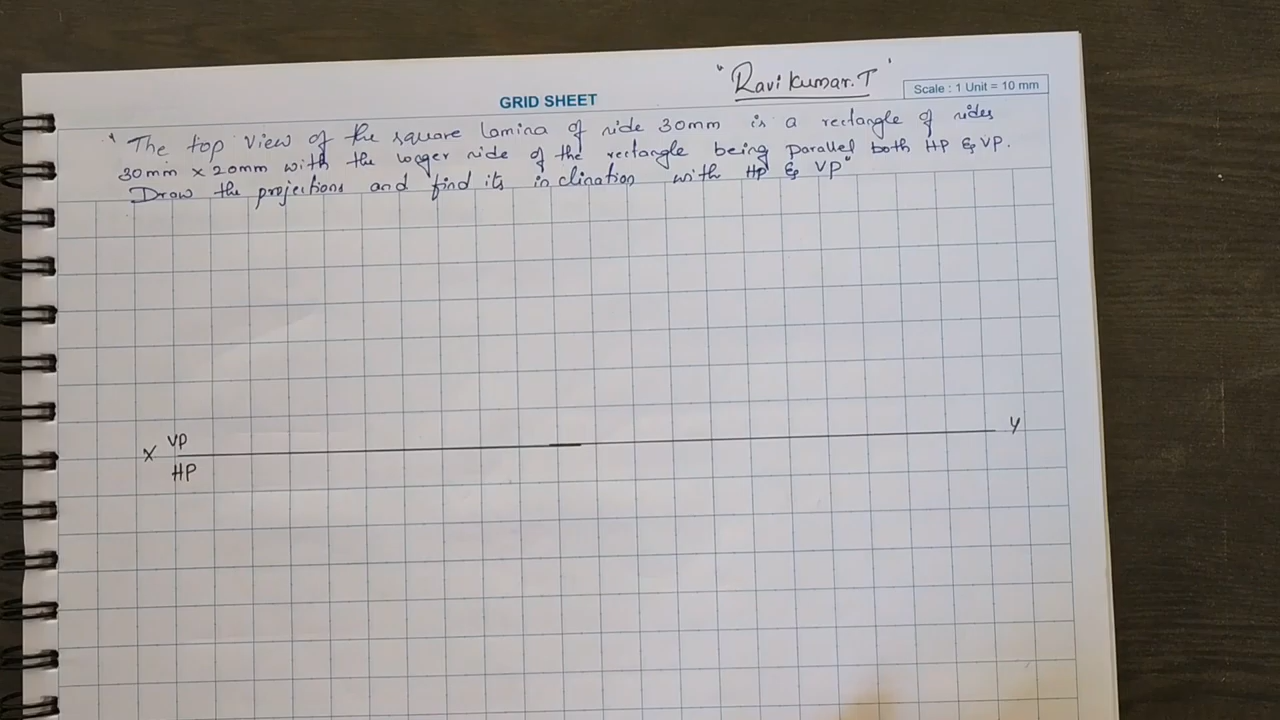 "Ravikumar.T"
GRID SHEET
Scale : 1 Unit = 10 mm
"The top view of the square lamina of side 30mm is a rectangle of sides
30mm x 20mm with the longer side of the rectangle being parallel both HP & VP.
Draw the projections and find its inclination with HP & VP"
X VP Y
HP